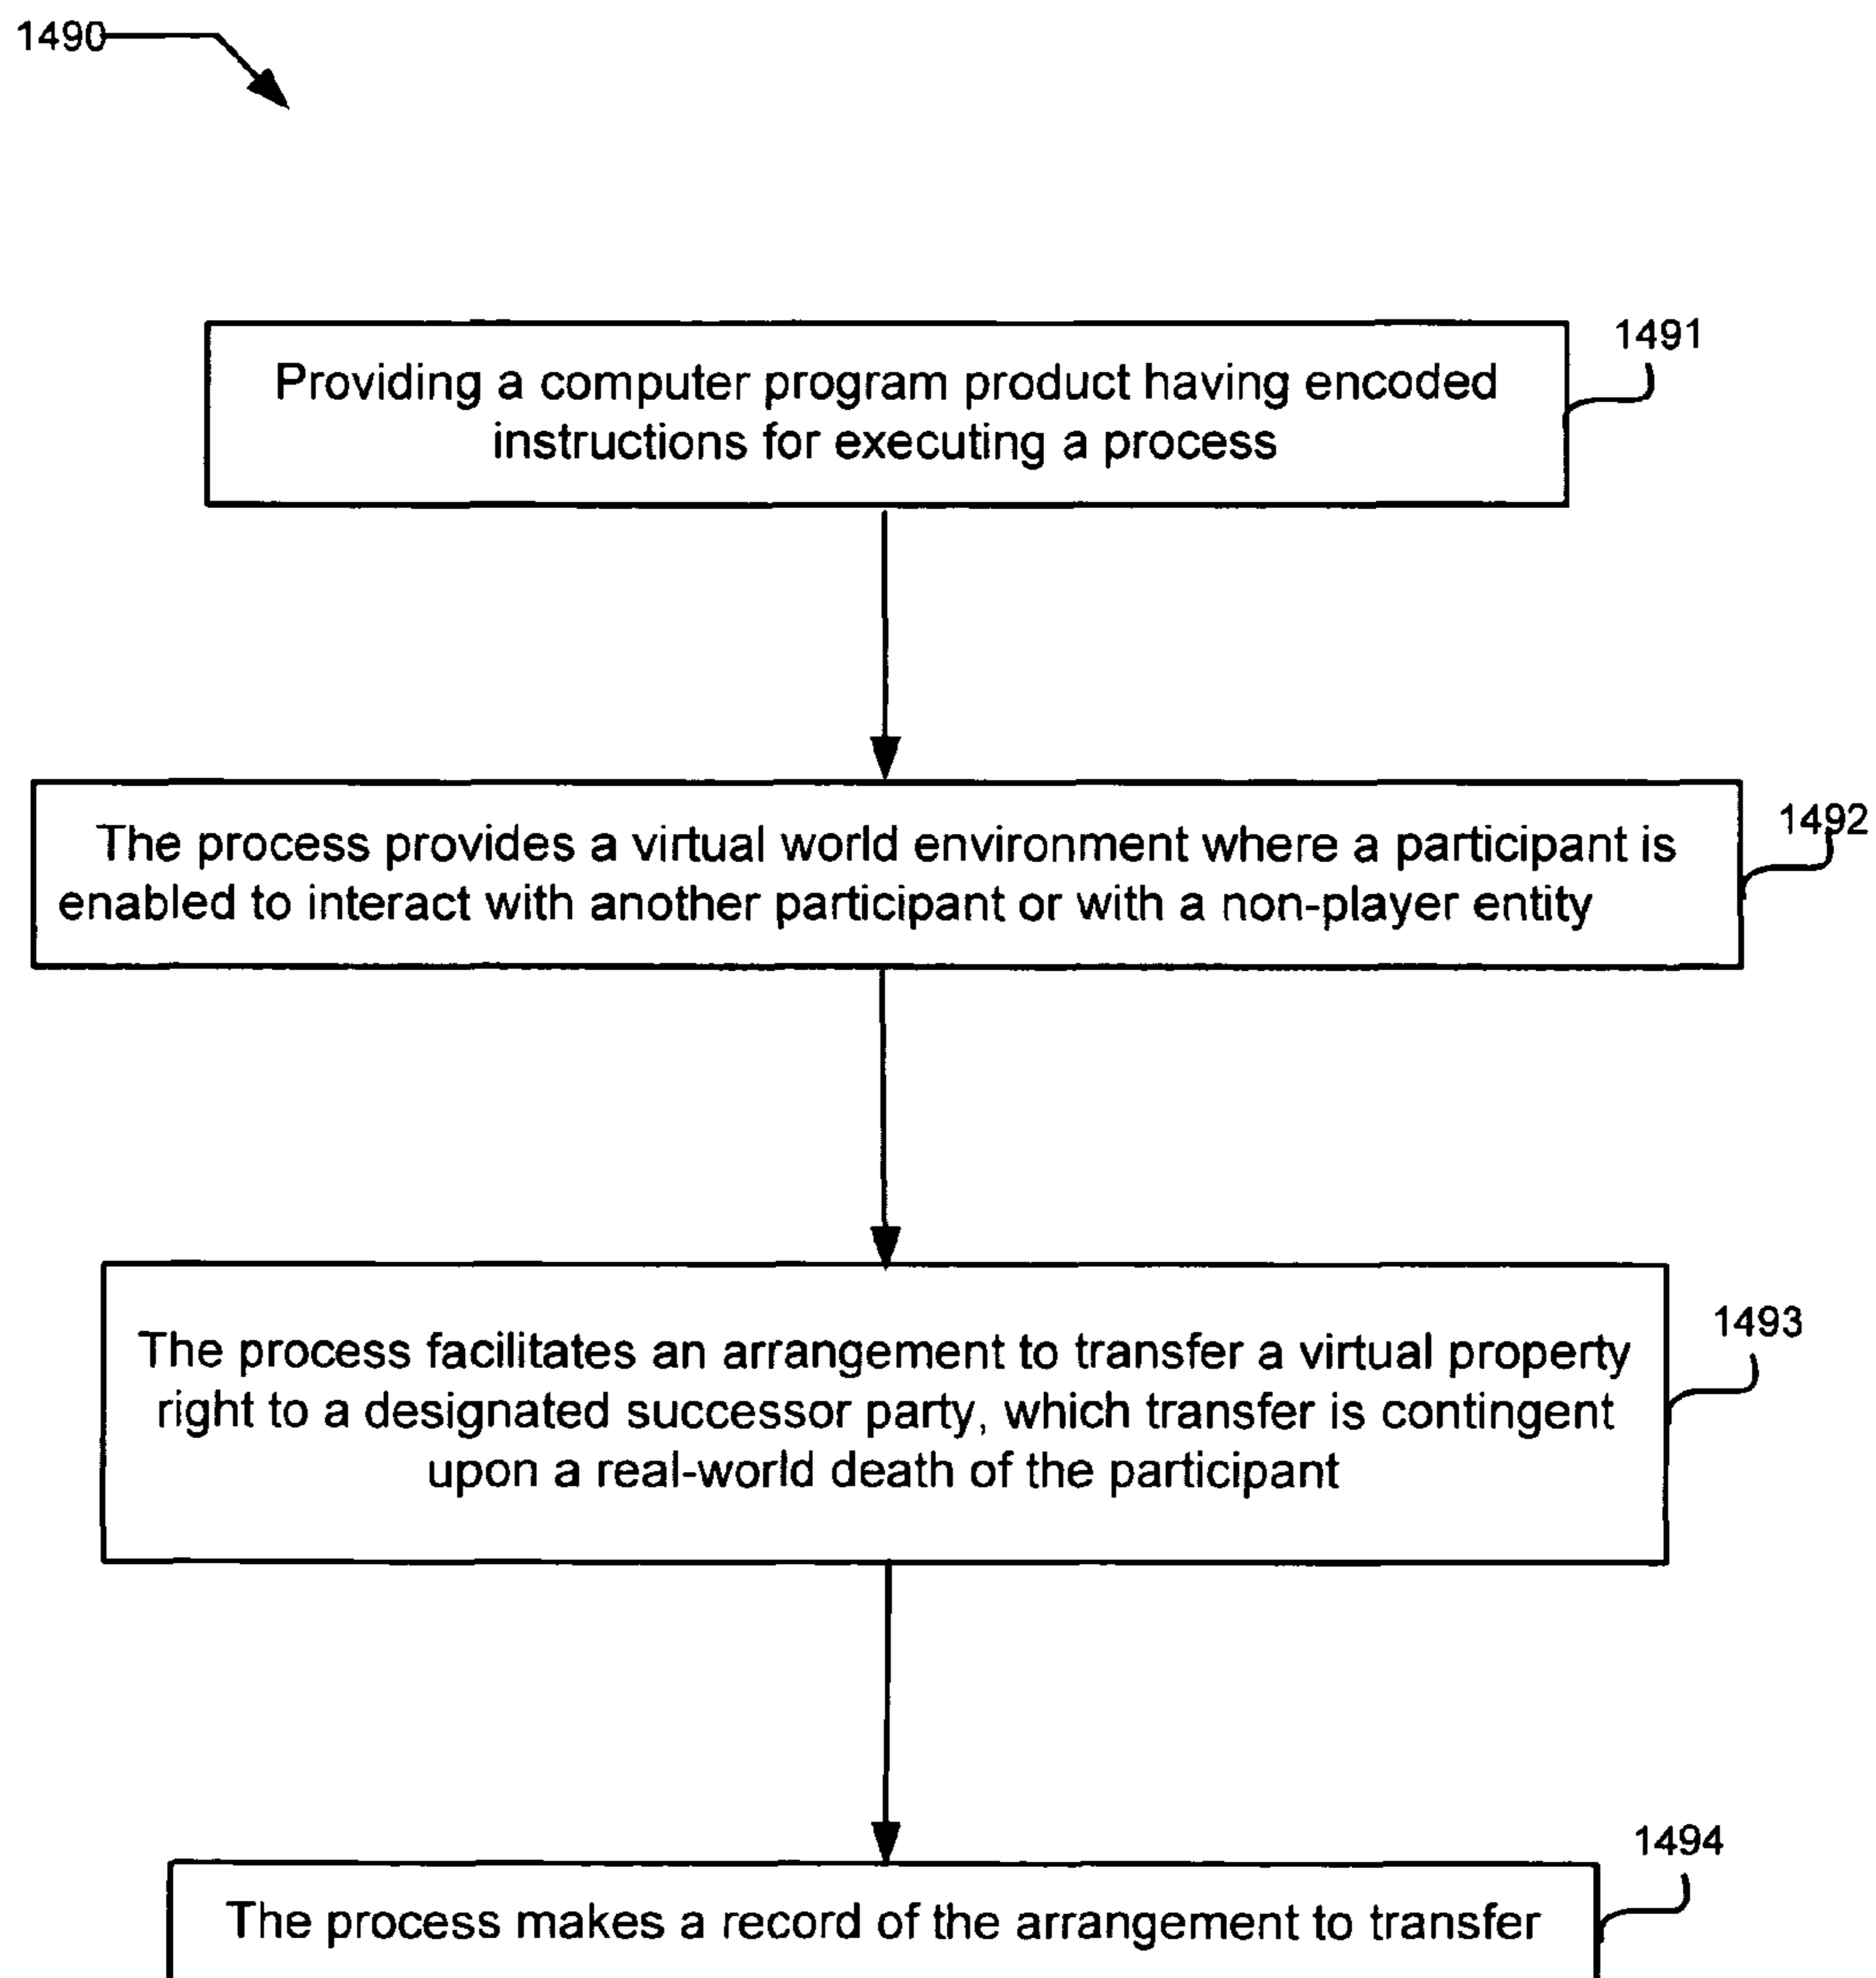 1490
1491
Providing a computer program product having encoded
instructions for executing a process
1492
The process provides a virtual world environment where a participant is
enabled to interact with another participant or with a non-player entity
1493
The process facilitates an arrangement to transfer a virtual property
right to a designated successor party, which transfer is contingent
upon a real-world death of the participant
1494
The process makes a record of the arrangement to transfer